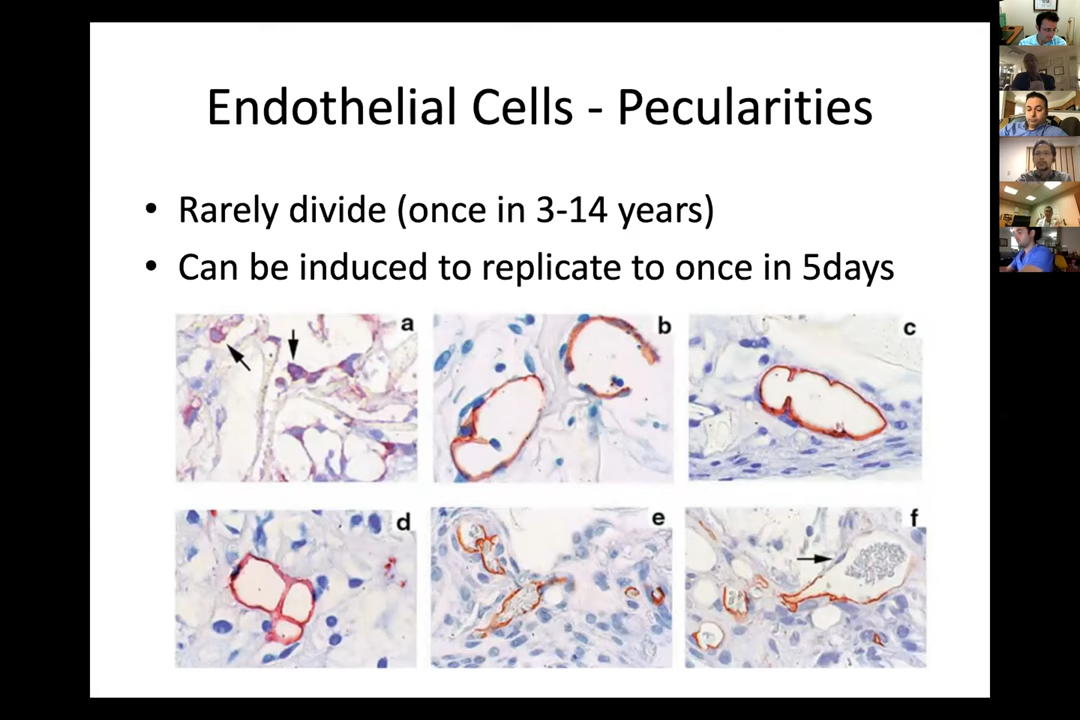 Endothelial Cells - Pecularities
• Rarely divide (once in 3-14 years)
• Can be induced to replicate to once in 5days
a
b
c
d
e
f